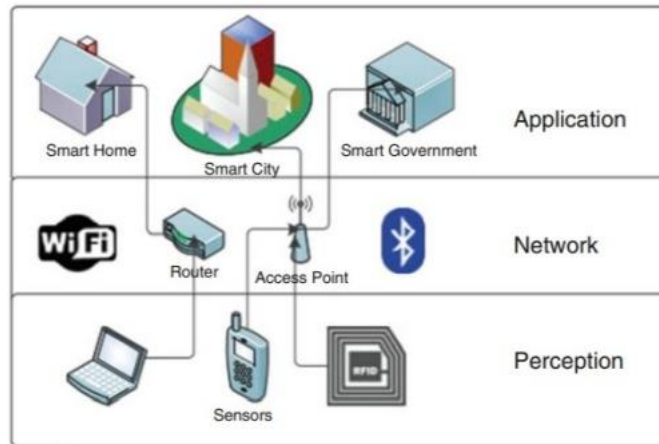 Smart Home
Smart City
Smart Government
Application
WiFi
Router
Access Point
Network
Sensors
RFID
Perception